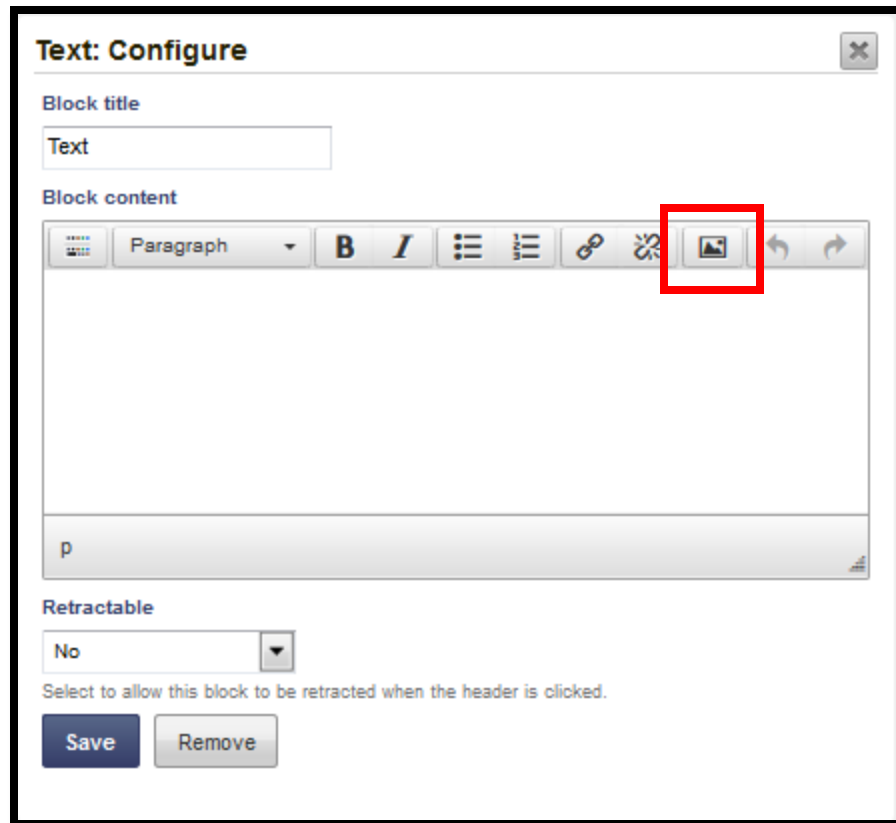 Text: Configure
Block title
Text
Block content
Paragraph B I
p
Retractable
No
Select to allow this block to be retracted when the header is clicked.
Save Remove